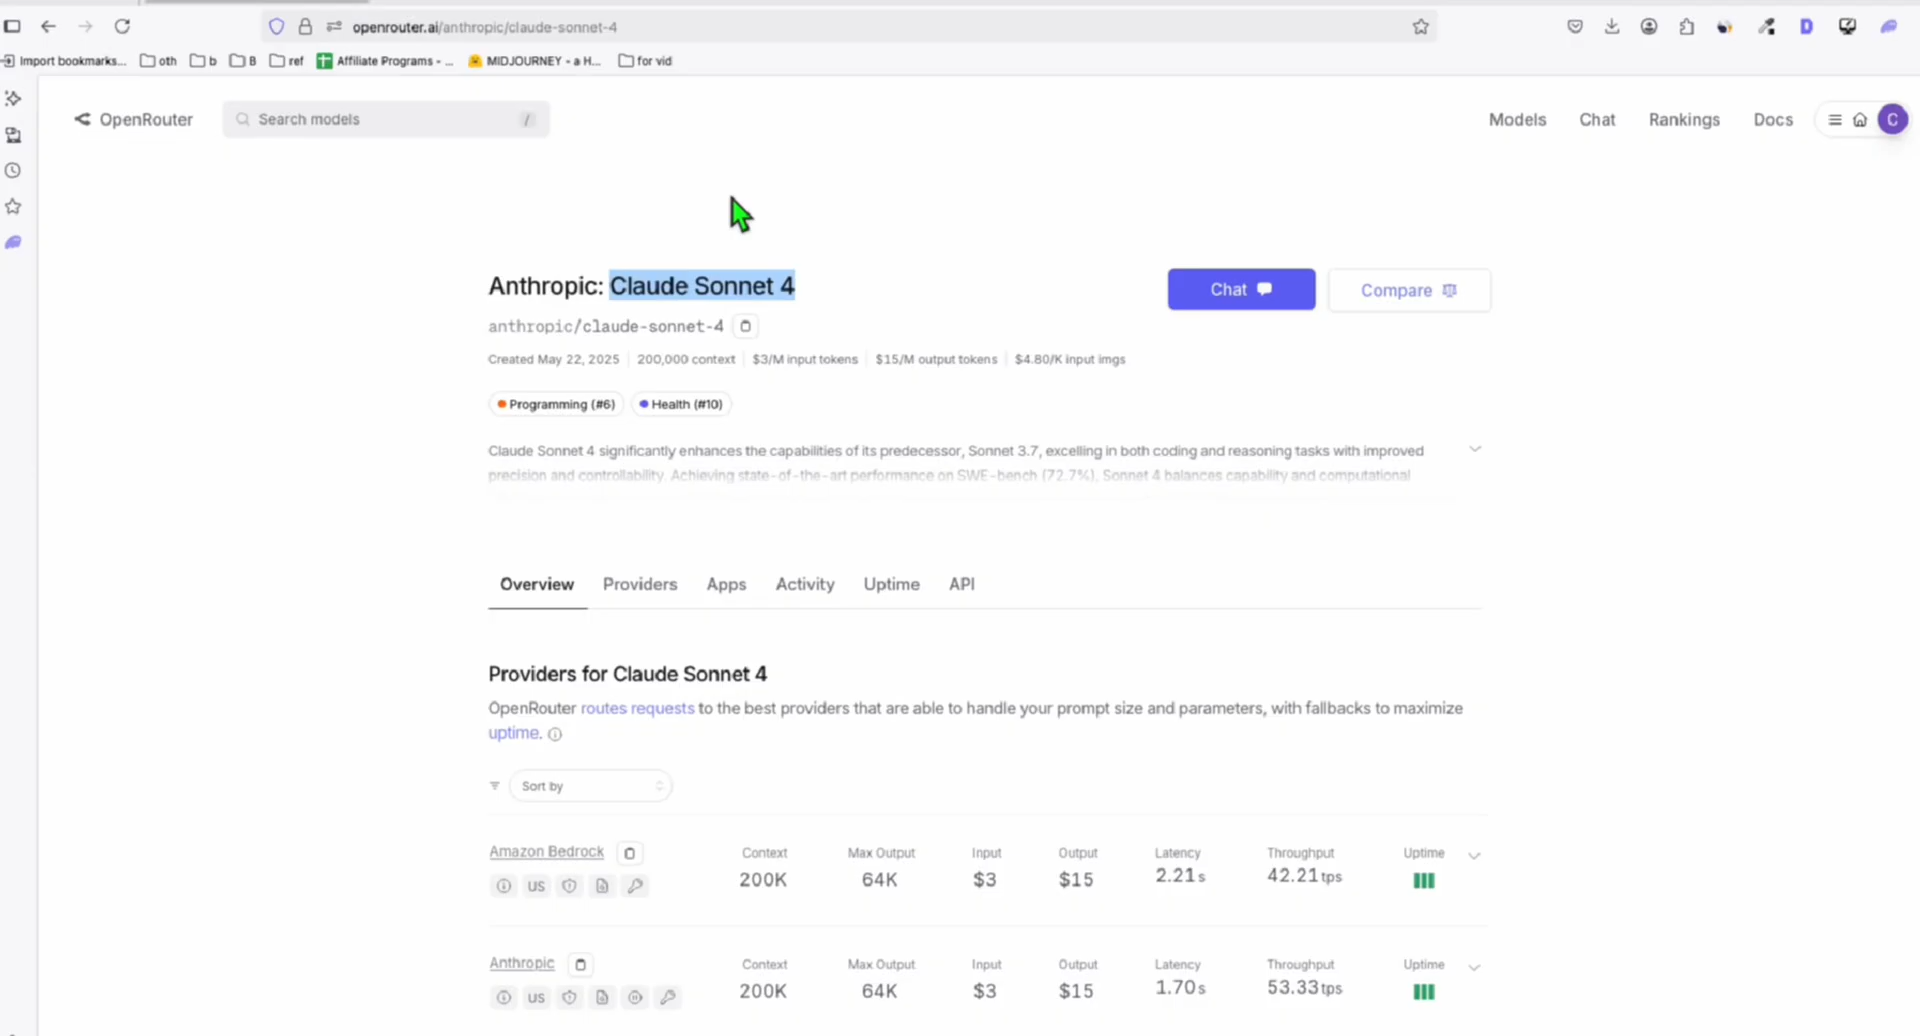 openrouter.ai/anthropic/claude-sonnet-4
Import bookmarks... oth b B ref Affiliate Programs - ... MIDJOURNEY - a H... for vid
OpenRouter Search models / Models Chat Rankings Docs C
Anthropic: Claude Sonnet 4 Chat Compare
anthropic/claude-sonnet-4
Created May 22, 2025 200,000 context $3/M input tokens $15/M output tokens $4.80/K input imgs
Programming (#6) Health (#10)
Claude Sonnet 4 significantly enhances the capabilities of its predecessor, Sonnet 3.7, excelling in both coding and reasoning tasks with improved
precision and controllability. Achieving state-of-the-art performance on SWE-bench (72.7%), Sonnet 4 balances capability and computational
Overview Providers Apps Activity Uptime API
Providers for Claude Sonnet 4
OpenRouter routes requests to the best providers that are able to handle your prompt size and parameters, with fallbacks to maximize
uptime.
Sort by
Amazon Bedrock Context Max Output Input Output Latency Throughput Uptime
US 200K 64K $3 $15 2.21s 42.21tps
Anthropic Context Max Output Input Output Latency Throughput Uptime
US 200K 64K $3 $15 1.70s 53.33tps